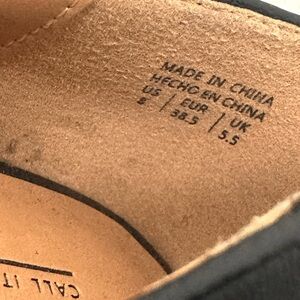 MADE IN CHINA
HECHO EN CHINA
US | EUR | UK
8 | 38.5 | 5.5
CALL IT